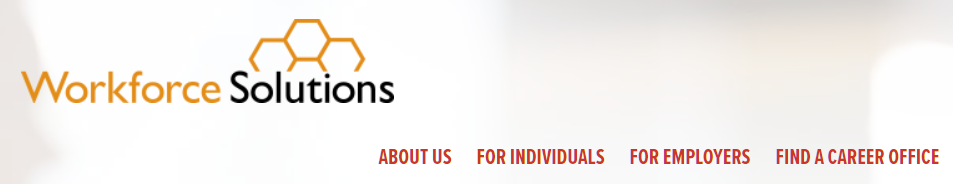 Workforce Solutions
ABOUT US FOR INDIVIDUALS FOR EMPLOYERS FIND A CAREER OFFICE